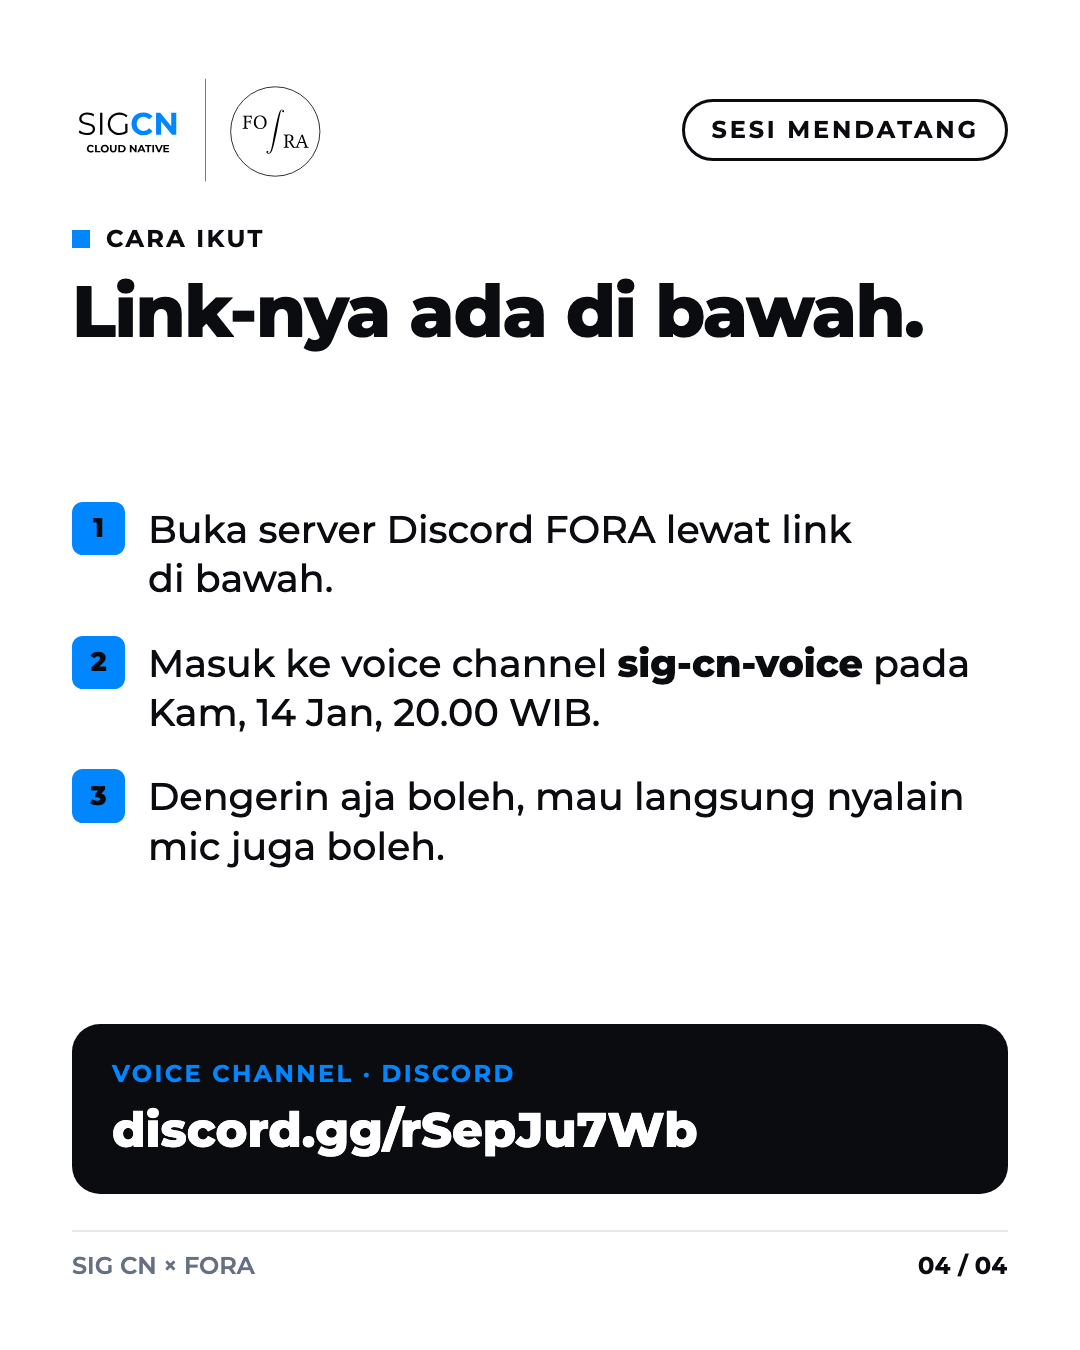 SIGCN
CLOUD NATIVE
FO∫RA
SESI MENDATANG
CARA IKUT
Link-nya ada di bawah.
1
Buka server Discord FORA lewat link
di bawah.
2
Masuk ke voice channel sig-cn-voice pada
Kam, 14 Jan, 20.00 WIB.
3
Dengerin aja boleh, mau langsung nyalain
mic juga boleh.
VOICE CHANNEL · DISCORD
discord.gg/rSepJu7Wb
SIG CN × FORA
04 / 04